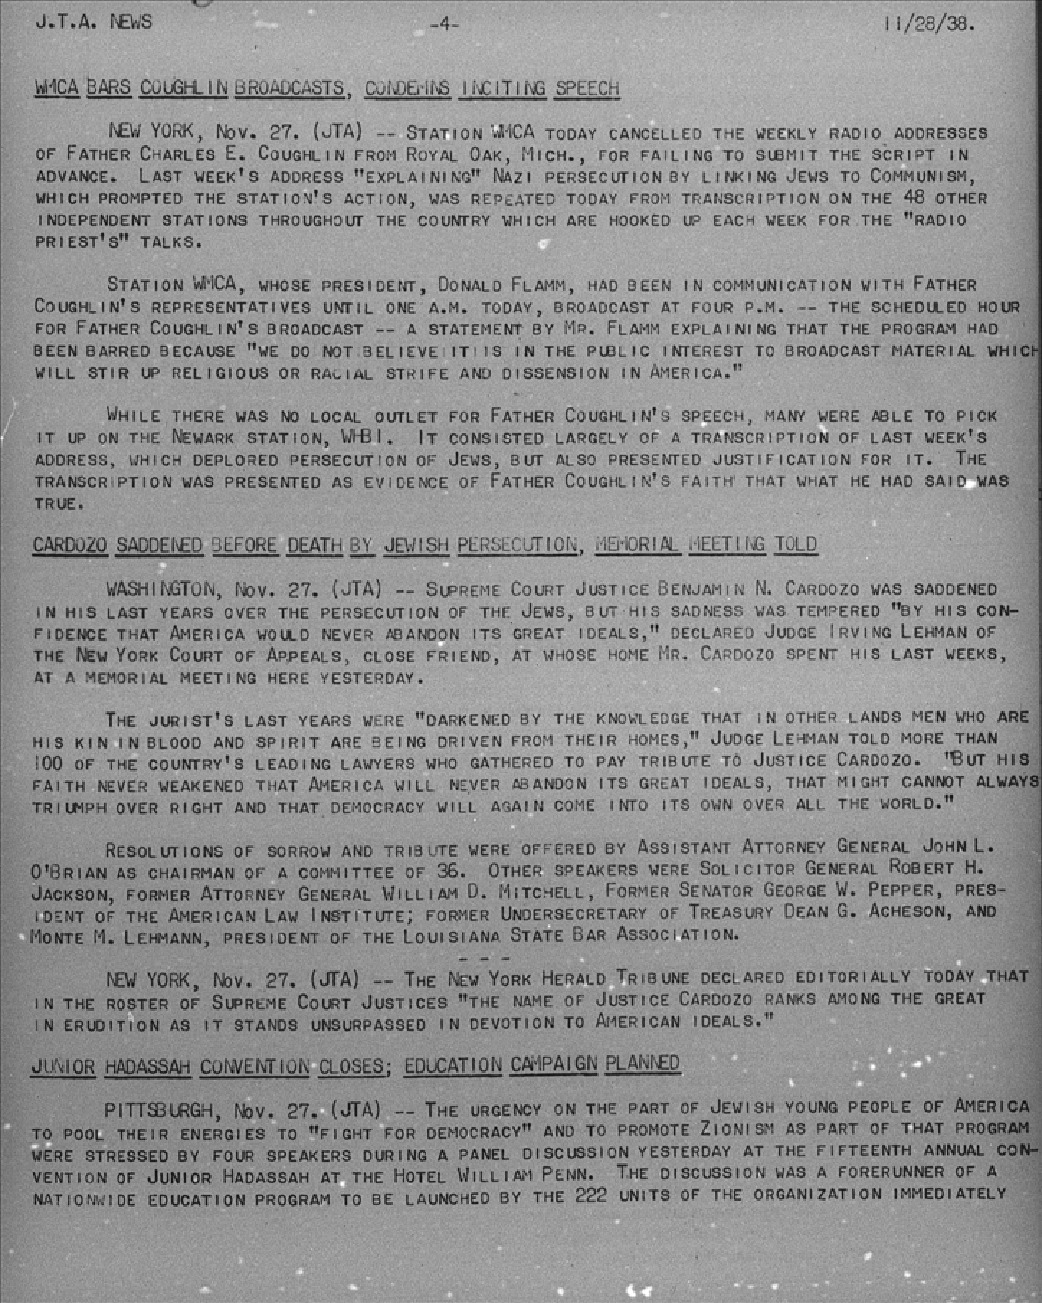 J.T.A. NEWS -4- 11/28/38.
WMCA BARS COUGHLIN BROADCASTS, CONDEMNS INCITING SPEECH
NEW YORK, Nov. 27. (JTA) -- STATION WMCA TODAY CANCELLED THE WEEKLY RADIO ADDRESSES
OF FATHER CHARLES E. COUGHLIN FROM ROYAL OAK, MICH., FOR FAILING TO SUBMIT THE SCRIPT IN
ADVANCE. LAST WEEK'S ADDRESS "EXPLAINING" NAZI PERSECUTION BY LINKING JEWS TO COMMUNISM,
WHICH PROMPTED THE STATION'S ACTION, WAS REPEATED TODAY FROM TRANSCRIPTION ON THE 48 OTHER
INDEPENDENT STATIONS THROUGHOUT THE COUNTRY WHICH ARE HOOKED UP EACH WEEK FOR THE "RADIO
PRIEST'S" TALKS.
STATION WMCA, WHOSE PRESIDENT, DONALD FLAMM, HAD BEEN IN COMMUNICATION WITH FATHER
COUGHLIN'S REPRESENTATIVES UNTIL ONE A.M. TODAY, BROADCAST AT FOUR P.M. -- THE SCHEDULED HOUR
FOR FATHER COUGHLIN'S BROADCAST -- A STATEMENT BY MR. FLAMM EXPLAINING THAT THE PROGRAM HAD
BEEN BARRED BECAUSE "WE DO NOT BELIEVE IT IS IN THE PUBLIC INTEREST TO BROADCAST MATERIAL WHICH
WILL STIR UP RELIGIOUS OR RACIAL STRIFE AND DISSENSION IN AMERICA."
WHILE THERE WAS NO LOCAL OUTLET FOR FATHER COUGHLIN'S SPEECH, MANY WERE ABLE TO PICK
IT UP ON THE NEWARK STATION, WHBI. IT CONSISTED LARGELY OF A TRANSCRIPTION OF LAST WEEK'S
ADDRESS, WHICH DEPLORED PERSECUTION OF JEWS, BUT ALSO PRESENTED JUSTIFICATION FOR IT. THE
TRANSCRIPTION WAS PRESENTED AS EVIDENCE OF FATHER COUGHLIN'S FAITH THAT WHAT HE HAD SAID WAS
TRUE.
CARDOZO SADDENED BEFORE DEATH BY JEWISH PERSECUTION, MEMORIAL MEETING TOLD
WASHINGTON, Nov. 27. (JTA) -- SUPREME COURT JUSTICE BENJAMIN N. CARDOZO WAS SADDENED
IN HIS LAST YEARS OVER THE PERSECUTION OF THE JEWS, BUT HIS SADNESS WAS TEMPERED "BY HIS CON-
FIDENCE THAT AMERICA WOULD NEVER ABANDON ITS GREAT IDEALS," DECLARED JUDGE IRVING LEHMAN OF
THE NEW YORK COURT OF APPEALS, CLOSE FRIEND, AT WHOSE HOME MR. CARDOZO SPENT HIS LAST WEEKS,
AT A MEMORIAL MEETING HERE YESTERDAY.
THE JURIST'S LAST YEARS WERE "DARKENED BY THE KNOWLEDGE THAT IN OTHER LANDS MEN WHO ARE
HIS KIN IN BLOOD AND SPIRIT ARE BEING DRIVEN FROM THEIR HOMES," JUDGE LEHMAN TOLD MORE THAN
100 OF THE COUNTRY'S LEADING LAWYERS WHO GATHERED TO PAY TRIBUTE TO JUSTICE CARDOZO. "BUT HIS
FAITH NEVER WEAKENED THAT AMERICA WILL NEVER ABANDON ITS GREAT IDEALS, THAT MIGHT CANNOT ALWAYS
TRIUMPH OVER RIGHT AND THAT DEMOCRACY WILL AGAIN COME INTO ITS OWN OVER ALL THE WORLD."
RESOLUTIONS OF SORROW AND TRIBUTE WERE OFFERED BY ASSISTANT ATTORNEY GENERAL JOHN L.
O'BRIAN AS CHAIRMAN OF A COMMITTEE OF 36. OTHER SPEAKERS WERE SOLICITOR GENERAL ROBERT H.
JACKSON, FORMER ATTORNEY GENERAL WILLIAM D. MITCHELL, FORMER SENATOR GEORGE W. PEPPER, PRES-
IDENT OF THE AMERICAN LAW INSTITUTE; FORMER UNDERSECRETARY OF TREASURY DEAN G. ACHESON, AND
MONTE M. LEHMANN, PRESIDENT OF THE LOUISIANA STATE BAR ASSOCIATION.
- - -
NEW YORK, Nov. 27. (JTA) -- THE NEW YORK HERALD TRIBUNE DECLARED EDITORIALLY TODAY THAT
IN THE ROSTER OF SUPREME COURT JUSTICES "THE NAME OF JUSTICE CARDOZO RANKS AMONG THE GREAT
IN ERUDITION AS IT STANDS UNSURPASSED IN DEVOTION TO AMERICAN IDEALS."
JUNIOR HADASSAH CONVENTION CLOSES; EDUCATION CAMPAIGN PLANNED
PITTSBURGH, Nov. 27. (JTA) -- THE URGENCY ON THE PART OF JEWISH YOUNG PEOPLE OF AMERICA
TO POOL THEIR ENERGIES TO "FIGHT FOR DEMOCRACY" AND TO PROMOTE ZIONISM AS PART OF THAT PROGRAM
WERE STRESSED BY FOUR SPEAKERS DURING A PANEL DISCUSSION YESTERDAY AT THE FIFTEENTH ANNUAL CON-
VENTION OF JUNIOR HADASSAH AT THE HOTEL WILLIAM PENN. THE DISCUSSION WAS A FORERUNNER OF A
NATIONWIDE EDUCATION PROGRAM TO BE LAUNCHED BY THE 222 UNITS OF THE ORGANIZATION IMMEDIATELY